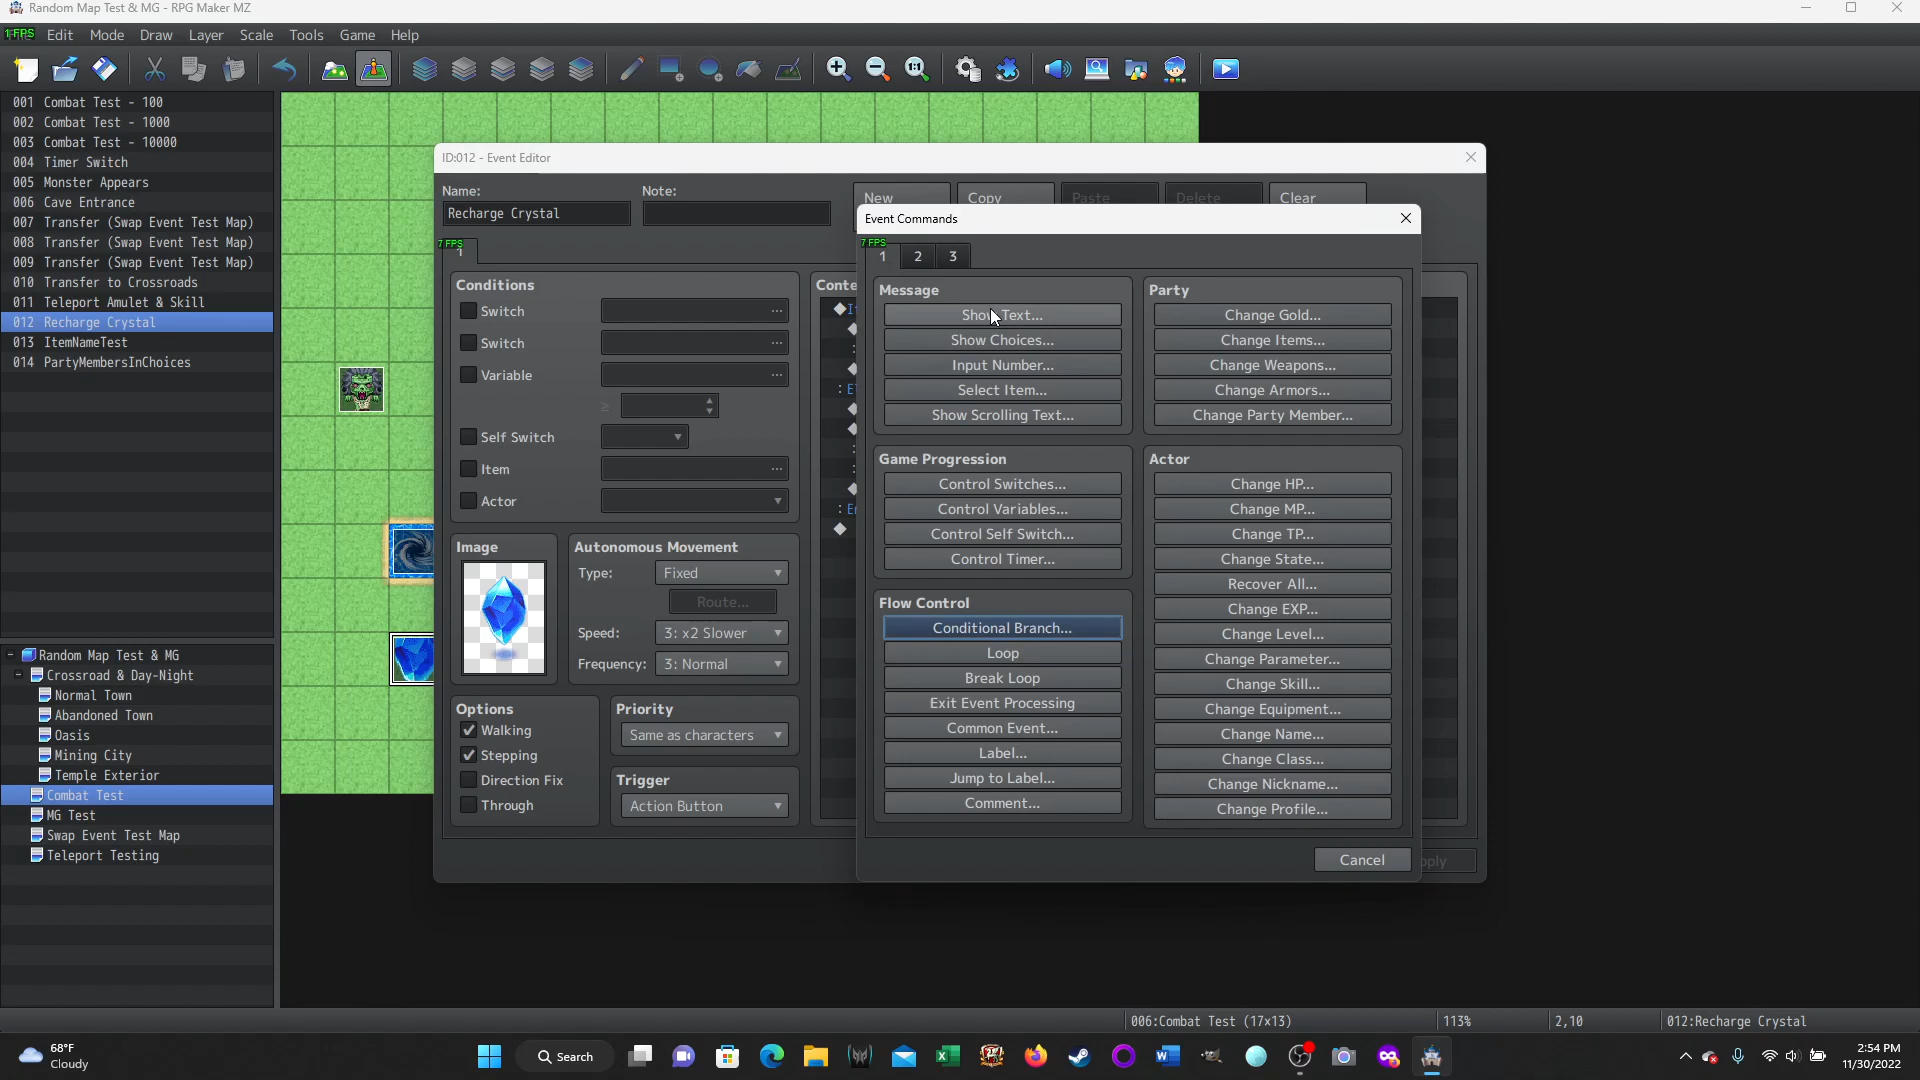 Random Map Test & MG - RPG Maker MZ
1 FPS
Edit Mode Draw Layer Scale Tools Game Help
001 Combat Test - 100
002 Combat Test - 1000
003 Combat Test - 10000
004 Timer Switch
005 Monster Appears
006 Cave Entrance
007 Transfer (Swap Event Test Map)
008 Transfer (Swap Event Test Map)
009 Transfer (Swap Event Test Map)
010 Transfer to Crossroads
011 Teleport Amulet & Skill
012 Recharge Crystal
013 ItemNameTest
014 PartyMembersInChoices
Random Map Test & MG
Crossroad & Day-Night
Normal Town
Abandoned Town
Oasis
Mining City
Temple Exterior
Combat Test
MG Test
Swap Event Test Map
Teleport Testing
ID:012 - Event Editor
Name:
Note:
Recharge Crystal
New
Copy
Paste
Delete
Clear
7 FPS
1
Conditions
Switch
Switch
Variable
≥
Self Switch
Item
Actor
Image
Autonomous Movement
Type: Fixed
Route...
Speed: 3: x2 Slower
Frequency: 3: Normal
Options
Walking
Stepping
Direction Fix
Through
Priority
Same as characters
Trigger
Action Button
Event Commands
7 FPS
1 2 3
Message
Show Text...
Show Choices...
Input Number...
Select Item...
Show Scrolling Text...
Game Progression
Control Switches...
Control Variables...
Control Self Switch...
Control Timer...
Flow Control
Conditional Branch...
Loop
Break Loop
Exit Event Processing
Common Event...
Label...
Jump to Label...
Comment...
Party
Change Gold...
Change Items...
Change Weapons...
Change Armors...
Change Party Member...
Actor
Change HP...
Change MP...
Change TP...
Change State...
Recover All...
Change EXP...
Change Level...
Change Parameter...
Change Skill...
Change Equipment...
Change Name...
Change Class...
Change Nickname...
Change Profile...
Cancel
006:Combat Test (17x13)
113%
2,10
012:Recharge Crystal
68°F
Cloudy
Search
2:54 PM
11/30/2022